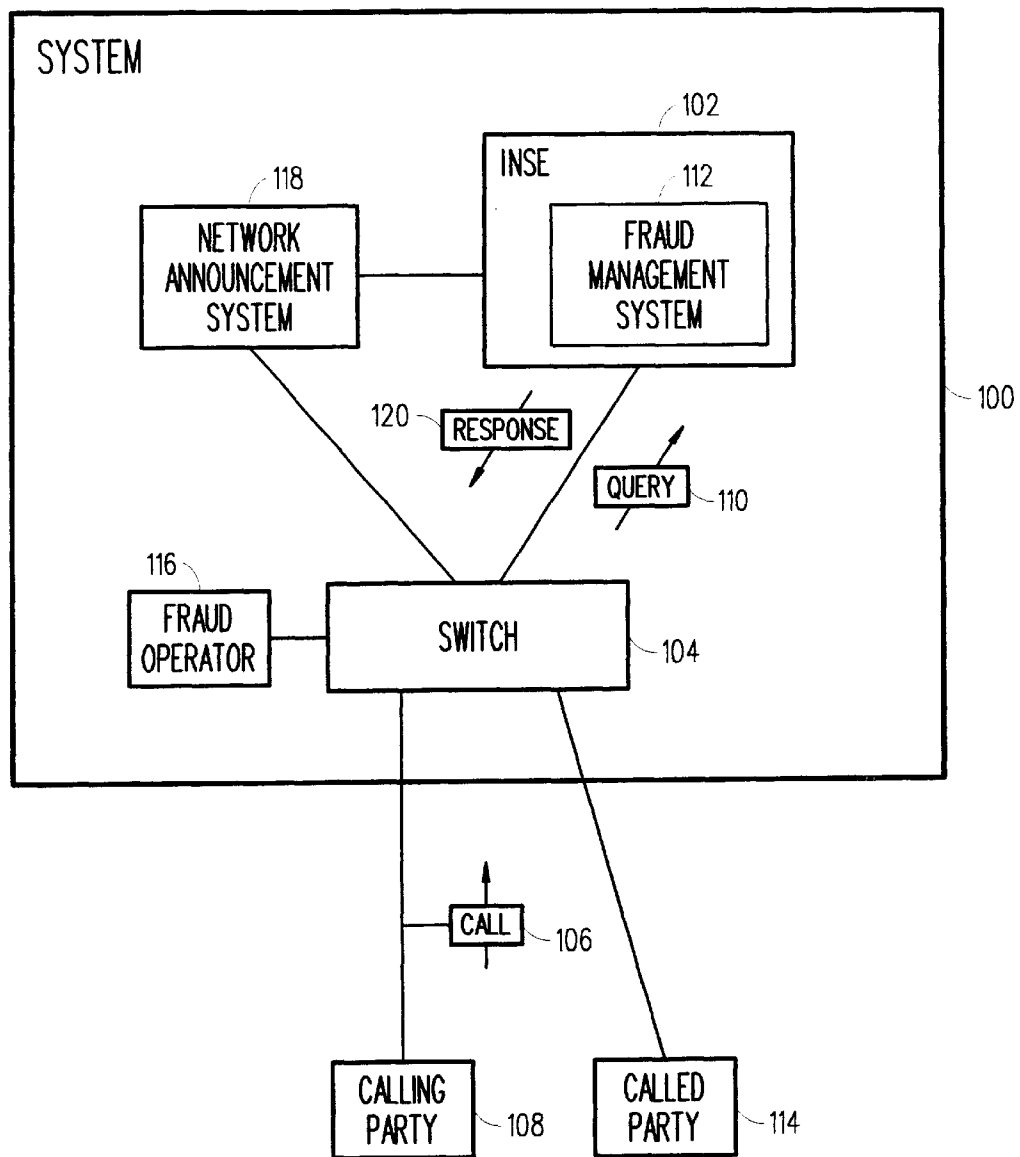 SYSTEM
102
INSE
118
112
NETWORK
ANNOUNCEMENT
SYSTEM
FRAUD
MANAGEMENT
SYSTEM
100
120
RESPONSE
QUERY
110
116
FRAUD
OPERATOR
SWITCH
104
CALL
106
CALLING
PARTY
108
CALLED
PARTY
114